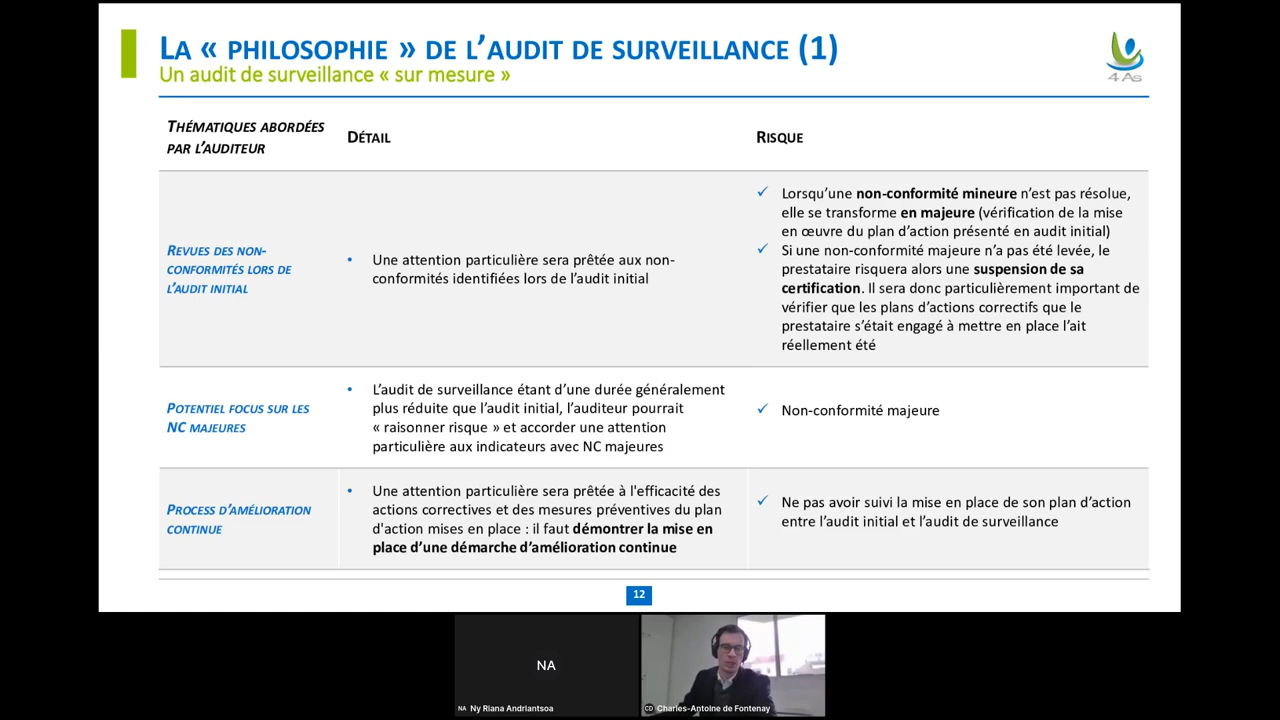 LA « PHILOSOPHIE » DE L’AUDIT DE SURVEILLANCE (1)
Un audit de surveillance « sur mesure »
4 As
THÉMATIQUES ABORDÉES
PAR L’AUDITEUR
DÉTAIL
RISQUE
REVUES DES NON-
CONFORMITÉS LORS DE
L’AUDIT INITIAL
• Une attention particulière sera prêtée aux non-
conformités identifiées lors de l’audit initial
✓ Lorsqu’une non-conformité mineure n’est pas résolue,
elle se transforme en majeure (vérification de la mise
en œuvre du plan d’action présenté en audit initial)
✓ Si une non-conformité majeure n’a pas été levée, le
prestataire risquera alors une suspension de sa
certification. Il sera donc particulièrement important de
vérifier que les plans d’actions correctifs que le
prestataire s’était engagé à mettre en place l’ait
réellement été
POTENTIEL FOCUS SUR LES
NC MAJEURES
• L’audit de surveillance étant d’une durée généralement
plus réduite que l’audit initial, l’auditeur pourrait
« raisonner risque » et accorder une attention
particulière aux indicateurs avec NC majeures
✓ Non-conformité majeure
PROCESS D’AMÉLIORATION
CONTINUE
• Une attention particulière sera prêtée à l'efficacité des
actions correctives et des mesures préventives du plan
d'action mises en place : il faut démontrer la mise en
place d’une démarche d’amélioration continue
✓ Ne pas avoir suivi la mise en place de son plan d’action
entre l’audit initial et l’audit de surveillance
12
NA
NA Ny Riana Andriantsoa
CD Charles-Antoine de Fontenay